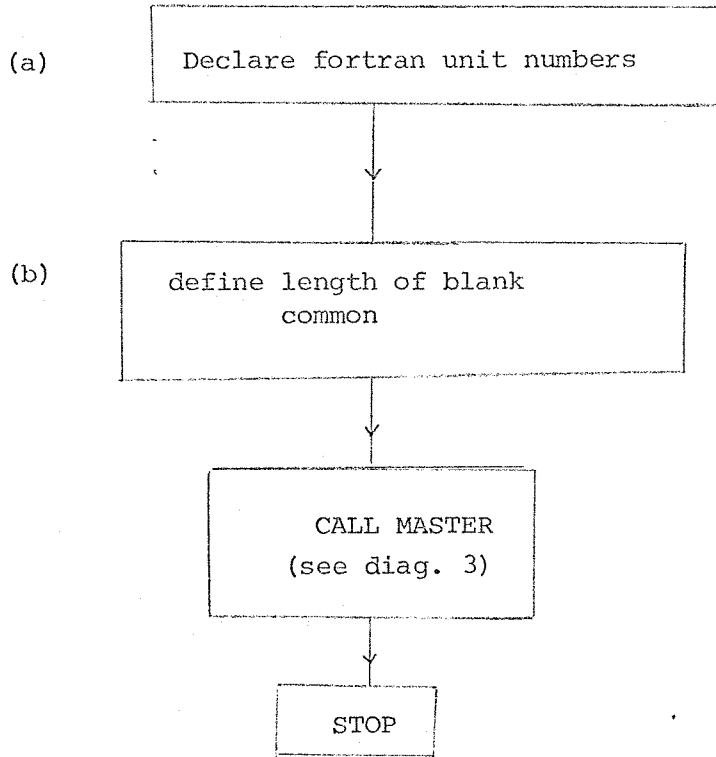 (a) Declare fortran unit numbers
(b) define length of blank
common
CALL MASTER
(see diag. 3)
STOP